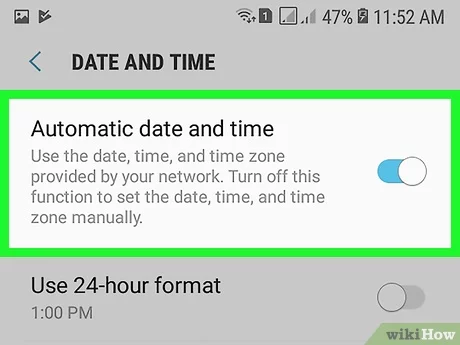 1 47% 11:52 AM
DATE AND TIME
Automatic date and time
Use the date, time, and time zone
provided by your network. Turn off this
function to set the date, time, and time
zone manually.
Use 24-hour format
1:00 PM
wikiHow